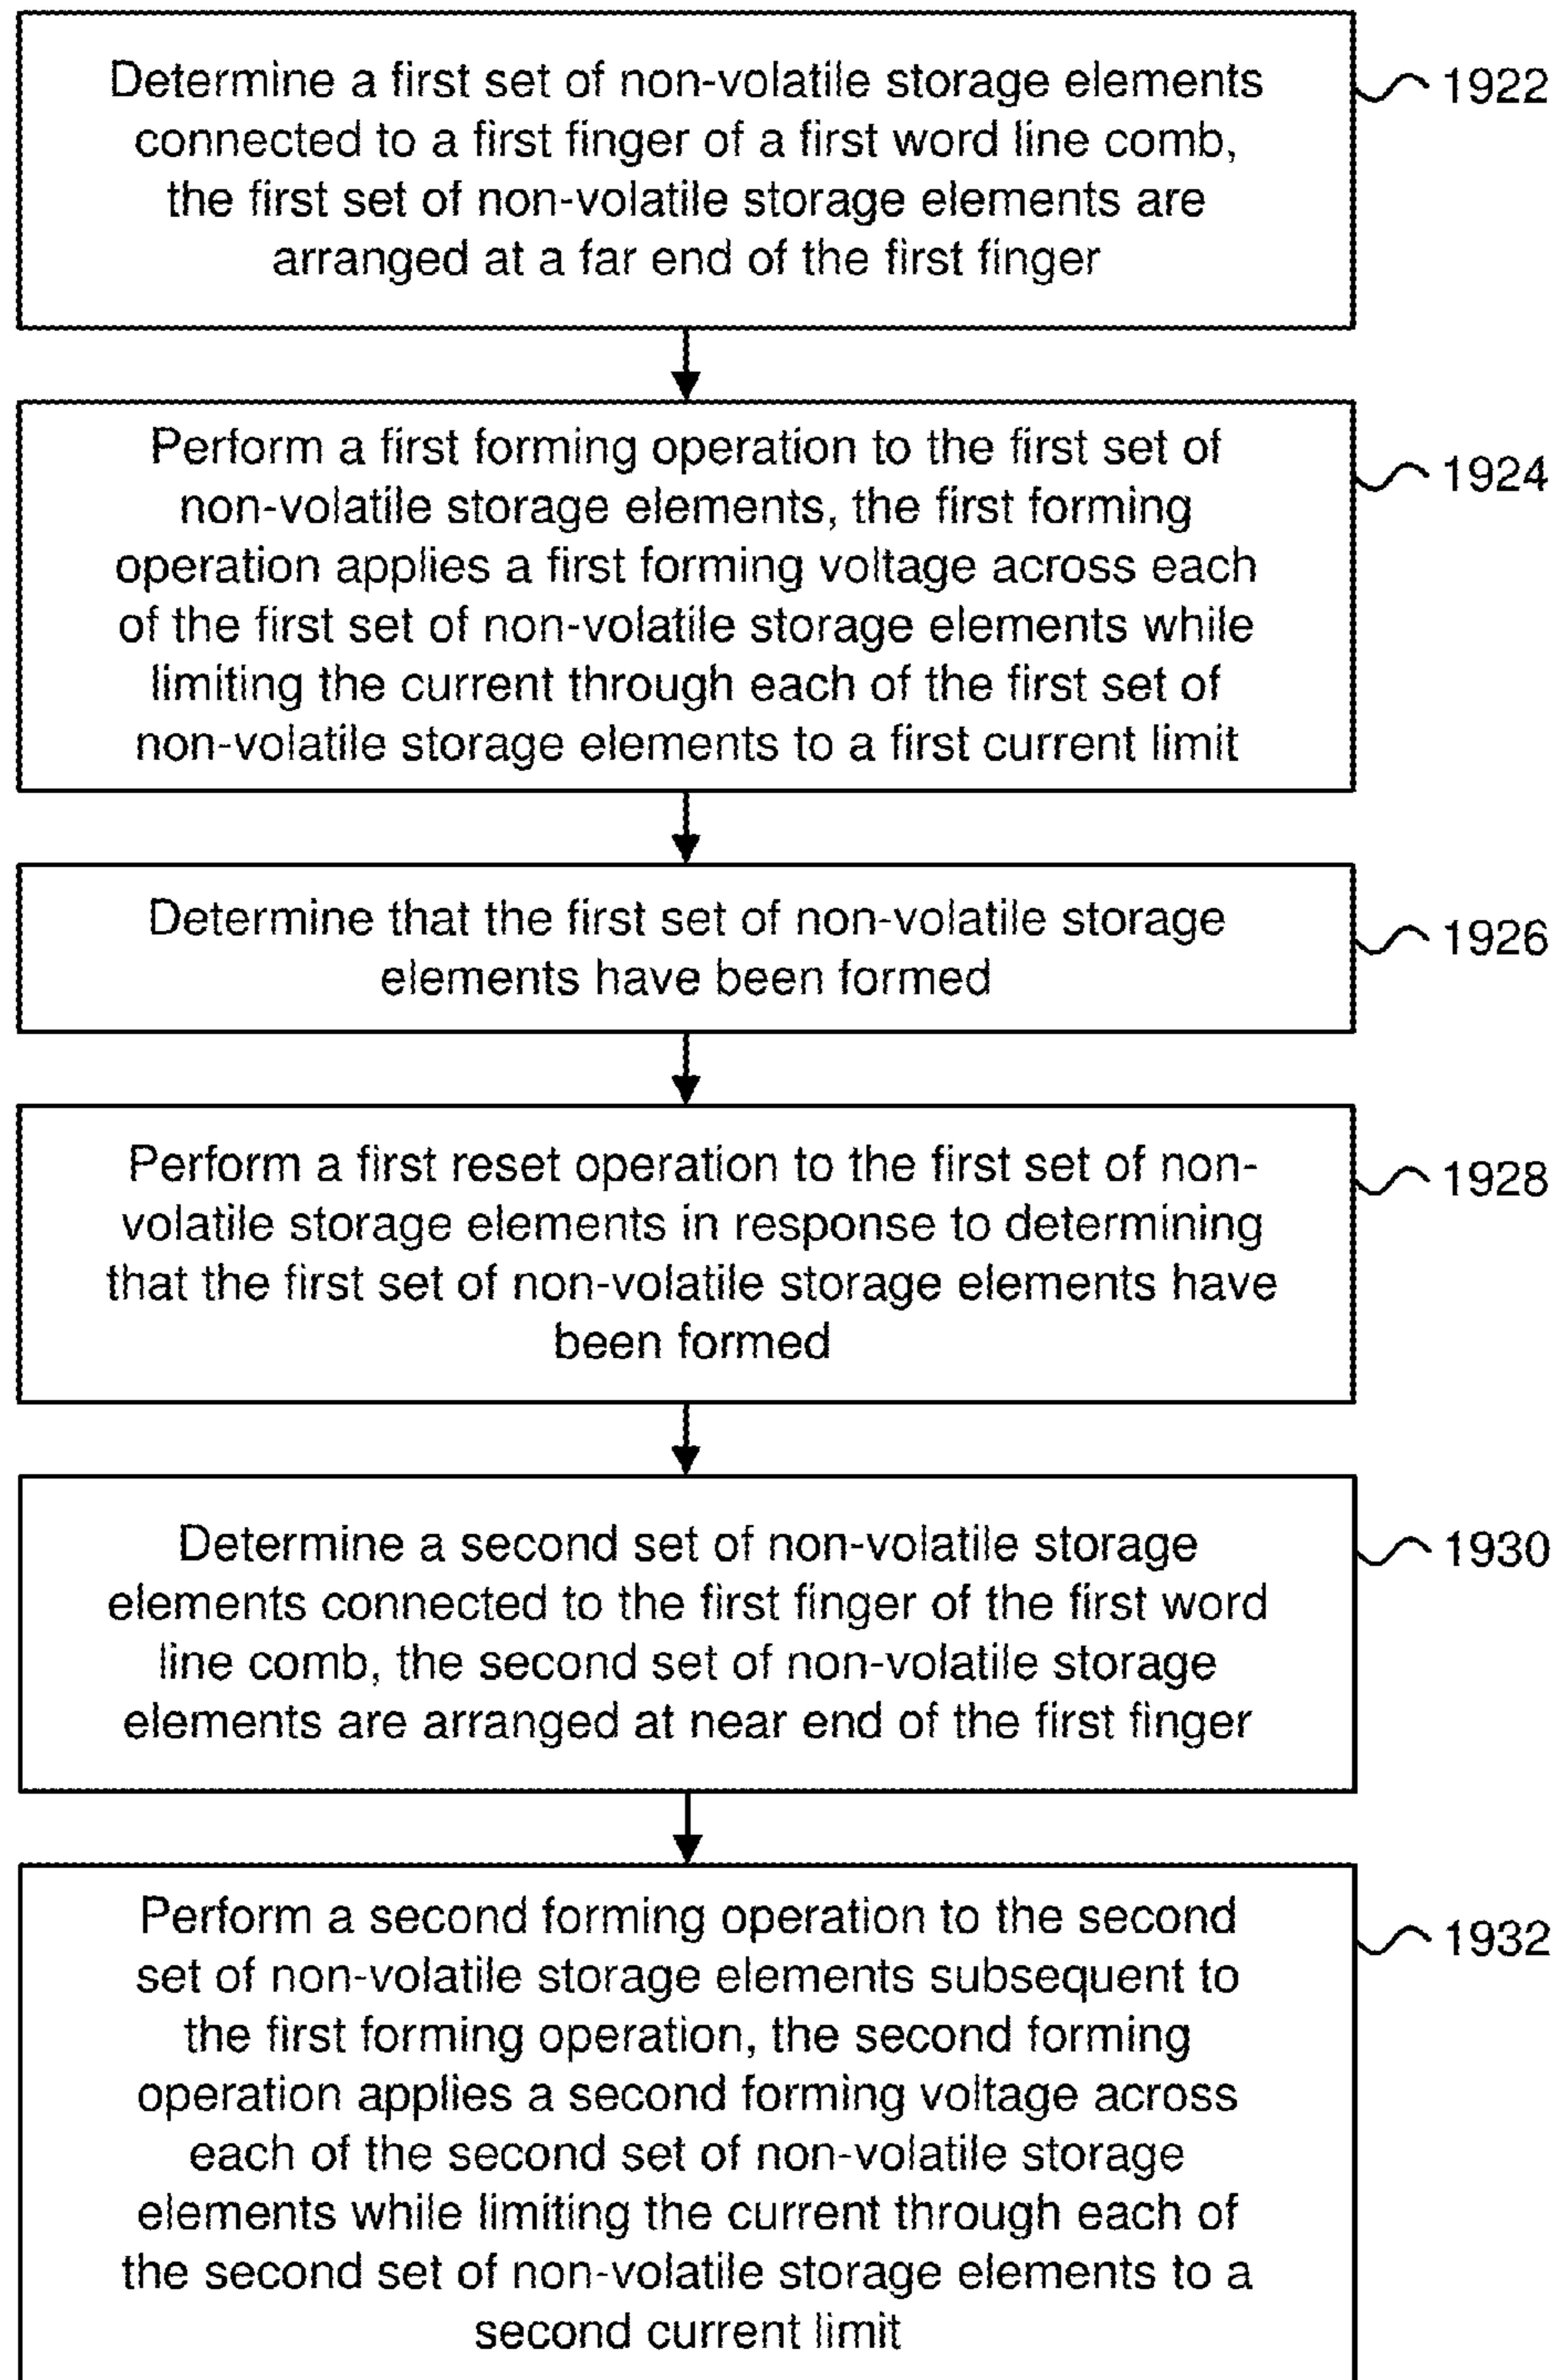 Determine a first set of non-volatile storage elements
connected to a first finger of a first word line comb,
the first set of non-volatile storage elements are
arranged at a far end of the first finger
1922
Perform a first forming operation to the first set of
non-volatile storage elements, the first forming
operation applies a first forming voltage across each
of the first set of non-volatile storage elements while
limiting the current through each of the first set of
non-volatile storage elements to a first current limit
1924
Determine that the first set of non-volatile storage
elements have been formed
1926
Perform a first reset operation to the first set of non-
volatile storage elements in response to determining
that the first set of non-volatile storage elements have
been formed
1928
Determine a second set of non-volatile storage
elements connected to the first finger of the first word
line comb, the second set of non-volatile storage
elements are arranged at near end of the first finger
1930
Perform a second forming operation to the second
set of non-volatile storage elements subsequent to
the first forming operation, the second forming
operation applies a second forming voltage across
each of the second set of non-volatile storage
elements while limiting the current through each of
the second set of non-volatile storage elements to a
second current limit
1932